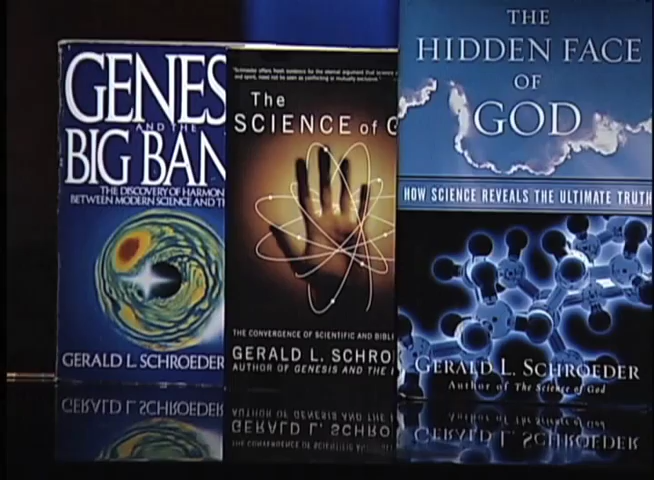 GENES
AND THE
BIG BAN
THE DISCOVERY OF HARMON
BETWEEN MODERN SCIENCE AND TH
GERALD L. SCHROEDER
The
SCIENCE of G
THE CONVERGENCE OF SCIENTIFIC AND BIBL
GERALD L. SCHRO
AUTHOR OF GENESIS AND THE
THE
HIDDEN FACE
OF
GOD
HOW SCIENCE REVEALS THE ULTIMATE TRUTH
GERALD L. SCHROEDER
Author of The Science of God